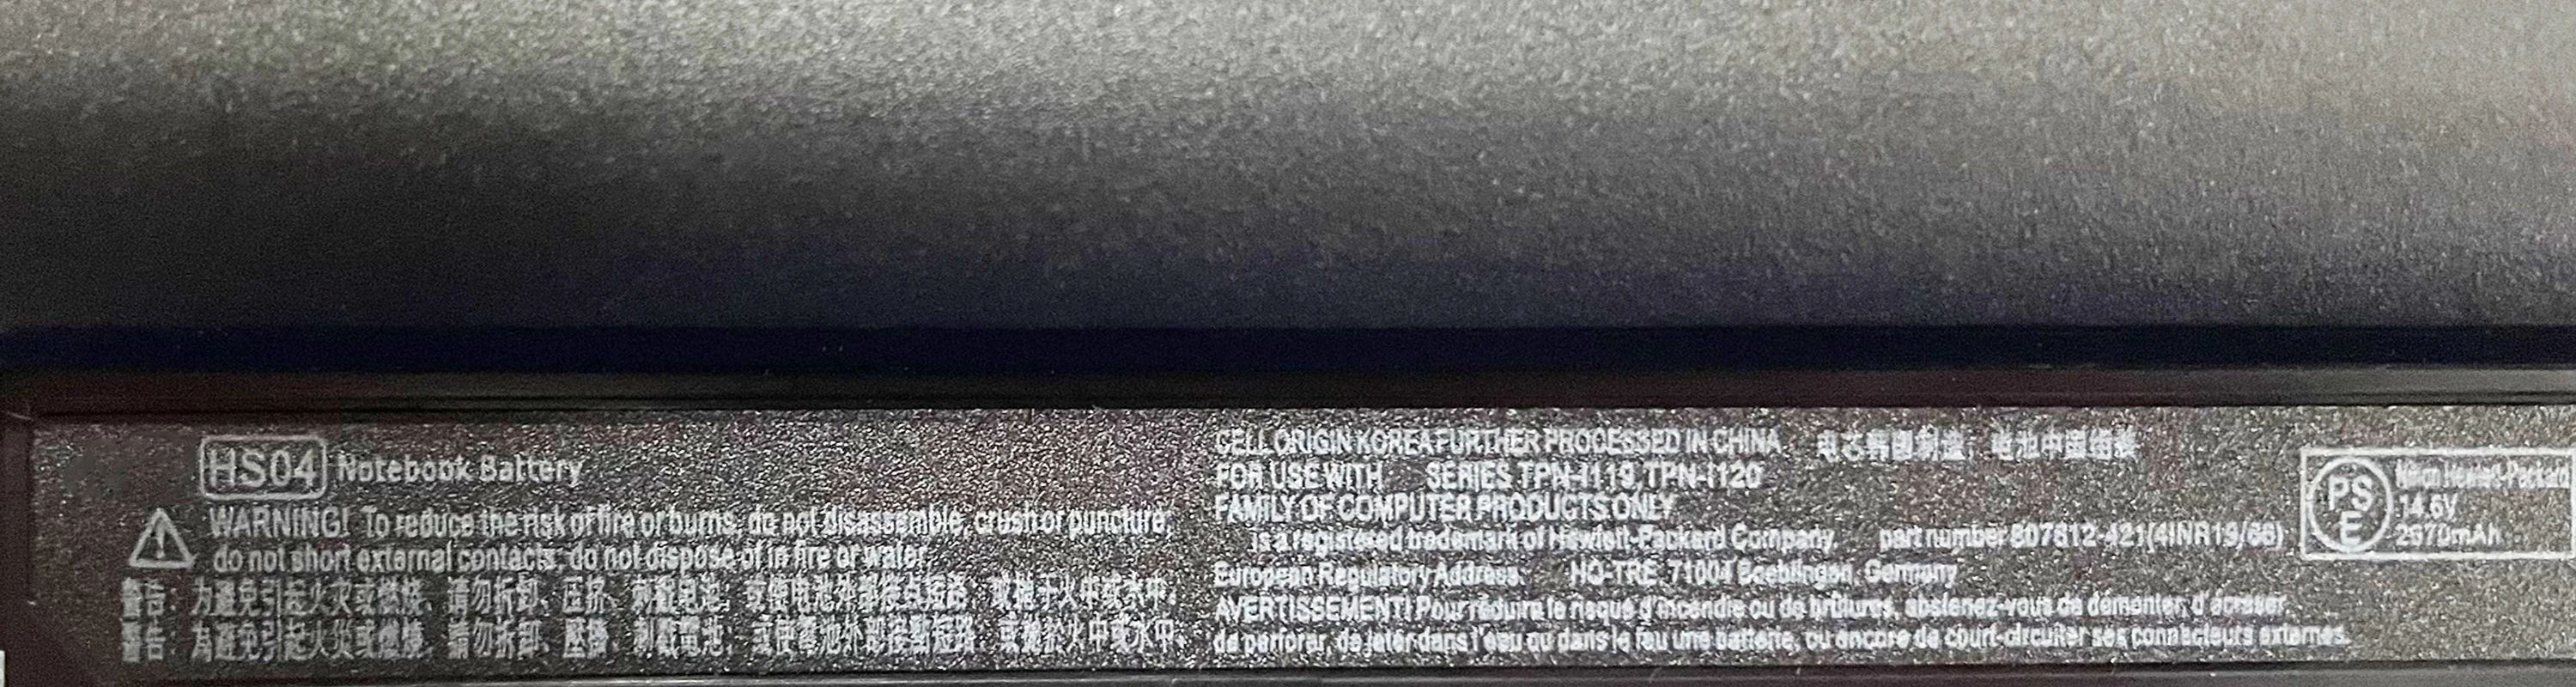 HS04 Notebook Battery
WARNING! To reduce the risk of fire or burns, do not disassemble, crush or puncture,
do not short external contacts; do not dispose of in fire or water
警告: 为避免引起火灾或燃烧, 请勿折卸、压挤、刺戳电池; 或使电池外部接点短路, 或掷于火中或水中,
警告: 為避免引起火災或燃燒, 請勿折卸、壓擠、刺戳電池; 或使電池外部接點短路, 或擲於火中或水中,
CELL ORIGIN KOREA FURTHER PROCESSED IN CHINA 电芯韩国制造; 电池中国组装
FOR USE WITH SERIES TPN-I119, TPN-I120
FAMILY OF COMPUTER PRODUCTS ONLY
is a registered trademark of Hewlett-Packard Company. part number 807612-421(4INR19/66)
European Regulatory Address: HQ-TRE, 71004 Boeblingen, Germany
AVERTISSEMENT! Pour réduire le risque d'incendie ou de brûlures, abstenez-vous de démonter, d'écraser,
de perforer, de jeter dans l'eau ou dans le feu une batterie, ou encore de court-circuiter ses connecteurs externes.
PS
E
Hewlett-Packard
14.6V
2670mAh